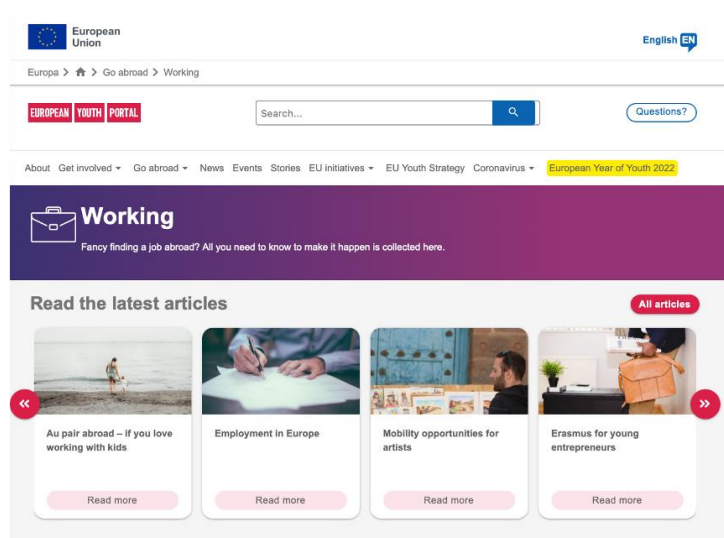 European
Union
English EN
Europa > > Go abroad > Working
EUROPEAN YOUTH PORTAL
Search...
Questions?
About Get involved Go abroad News Events Stories EU initiatives EU Youth Strategy Coronavirus European Year of Youth 2022
Working
Fancy finding a job abroad? All you need to know to make it happen is collected here.
Read the latest articles
All articles
«
»
Au pair abroad – if you love
working with kids
Employment in Europe
Mobility opportunities for
artists
Erasmus for young
entrepreneurs
Read more
Read more
Read more
Read more